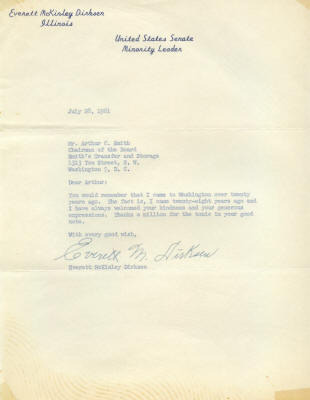 Everett McKinley Dirksen
Illinois
United States Senate
Minority Leader
July 28, 1961
Mr. Arthur C. Smith
Chairman of the Board
Smith's Transfer and Storage
1313 You Street, N. W.
Washington 9, D. C.
Dear Arthur:
You would remember that I came to Washington over twenty
years ago. The fact is, I came twenty-eight years ago and
I have always welcomed your kindness and your generous
expressions. Thanks a million for the tonic in your good
note.
With every good wish,
Everett M. Dirksen
Everett McKinley Dirksen